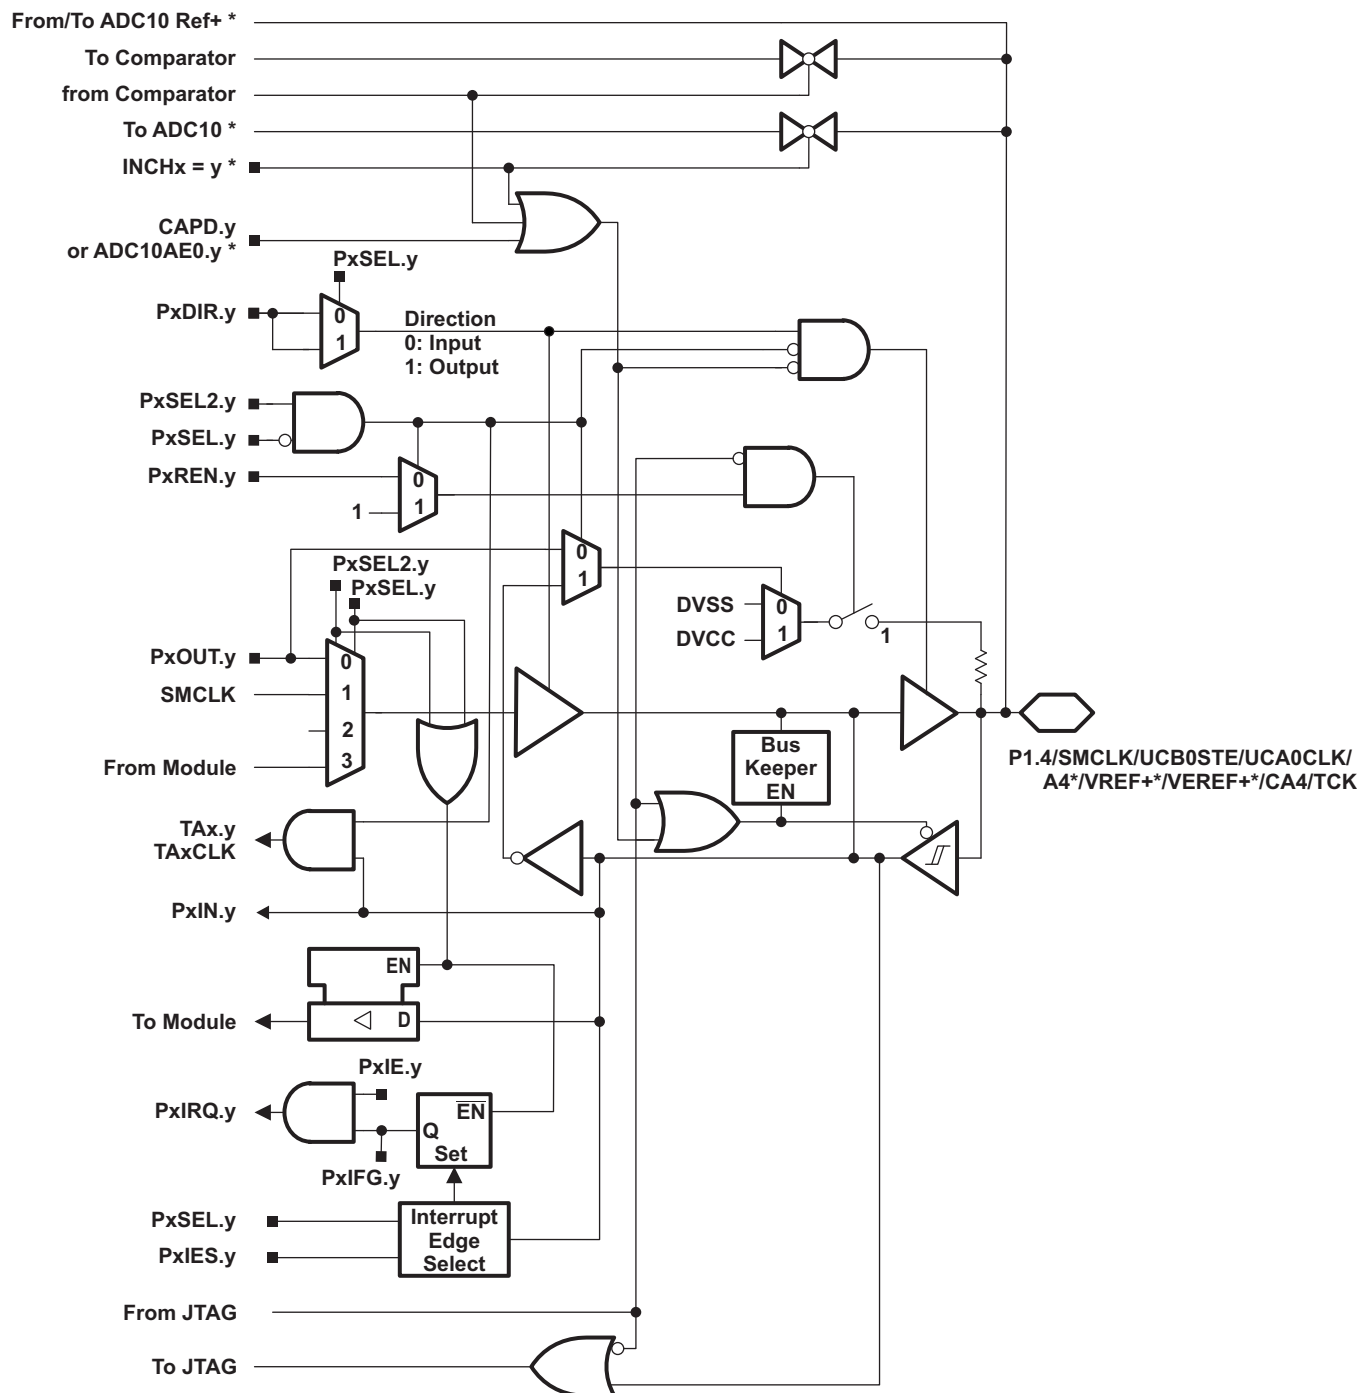 From/To ADC10 Ref+ *
To Comparator
from Comparator
To ADC10 *
INCHx = y *
CAPD.y
or ADC10AE0.y *
PxSEL.y
PxDIR.y
0
1
Direction
0: Input
1: Output
PxSEL2.y
PxSEL.y
PxREN.y
0
1
1
0
1
PxSEL2.y
PxSEL.y
DVSS
DVCC
0
1
1
PxOUT.y
SMCLK
From Module
0
1
2
3
Bus
Keeper
EN
P1.4/SMCLK/UCB0STE/UCA0CLK/
A4*/VREF+*/VEREF+*/CA4/TCK
TAx.y
TAxCLK
PxIN.y
EN
D
To Module
PxIE.y
PxIRQ.y
EN
Q
Set
PxIFG.y
PxSEL.y
PxIES.y
Interrupt
Edge
Select
From JTAG
To JTAG